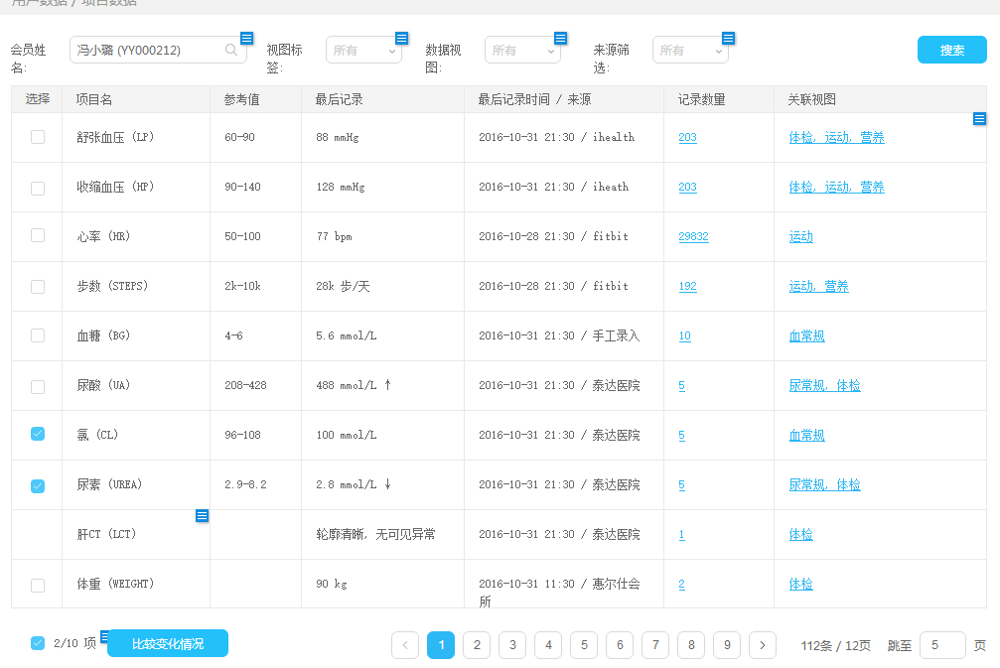 用户数据 / 项目数据
会员姓名: 冯小璐 (YY000212) 视图标签: 所有 数据视图: 所有 来源筛选: 所有 搜索
选择 项目名 参考值 最后记录 最后记录时间 / 来源 记录数量 关联视图
舒张血压 (LP) 60-90 88 mmHg 2016-10-31 21:30 / ihealth 203 体检, 运动, 营养
收缩血压 (HP) 90-140 128 mmHg 2016-10-31 21:30 / iheath 203 体检, 运动, 营养
心率 (HR) 50-100 77 bpm 2016-10-28 21:30 / fitbit 29832 运动
步数 (STEPS) 2k-10k 28k 步/天 2016-10-28 21:30 / fitbit 192 运动, 营养
血糖 (BG) 4-6 5.6 mmol/L 2016-10-31 21:30 / 手工录入 10 血常规
尿酸 (UA) 208-428 488 mmol/L ↑ 2016-10-31 21:30 / 泰达医院 5 尿常规, 体检
氯 (CL) 96-108 100 mmol/L 2016-10-31 21:30 / 泰达医院 5 血常规
尿素 (UREA) 2.9-8.2 2.8 mmol/L ↓ 2016-10-31 21:30 / 泰达医院 5 尿常规, 体检
肝CT (LCT) 轮廓清晰, 无可见异常 2016-10-31 21:30 / 泰达医院 1 体检
体重 (WEIGHT) 90 kg 2016-10-31 11:30 / 惠尔仕会所 2 体检
2/10 项 比较变化情况 < 1 2 3 4 5 6 7 8 9 > 112条 / 12页 跳至 5 页